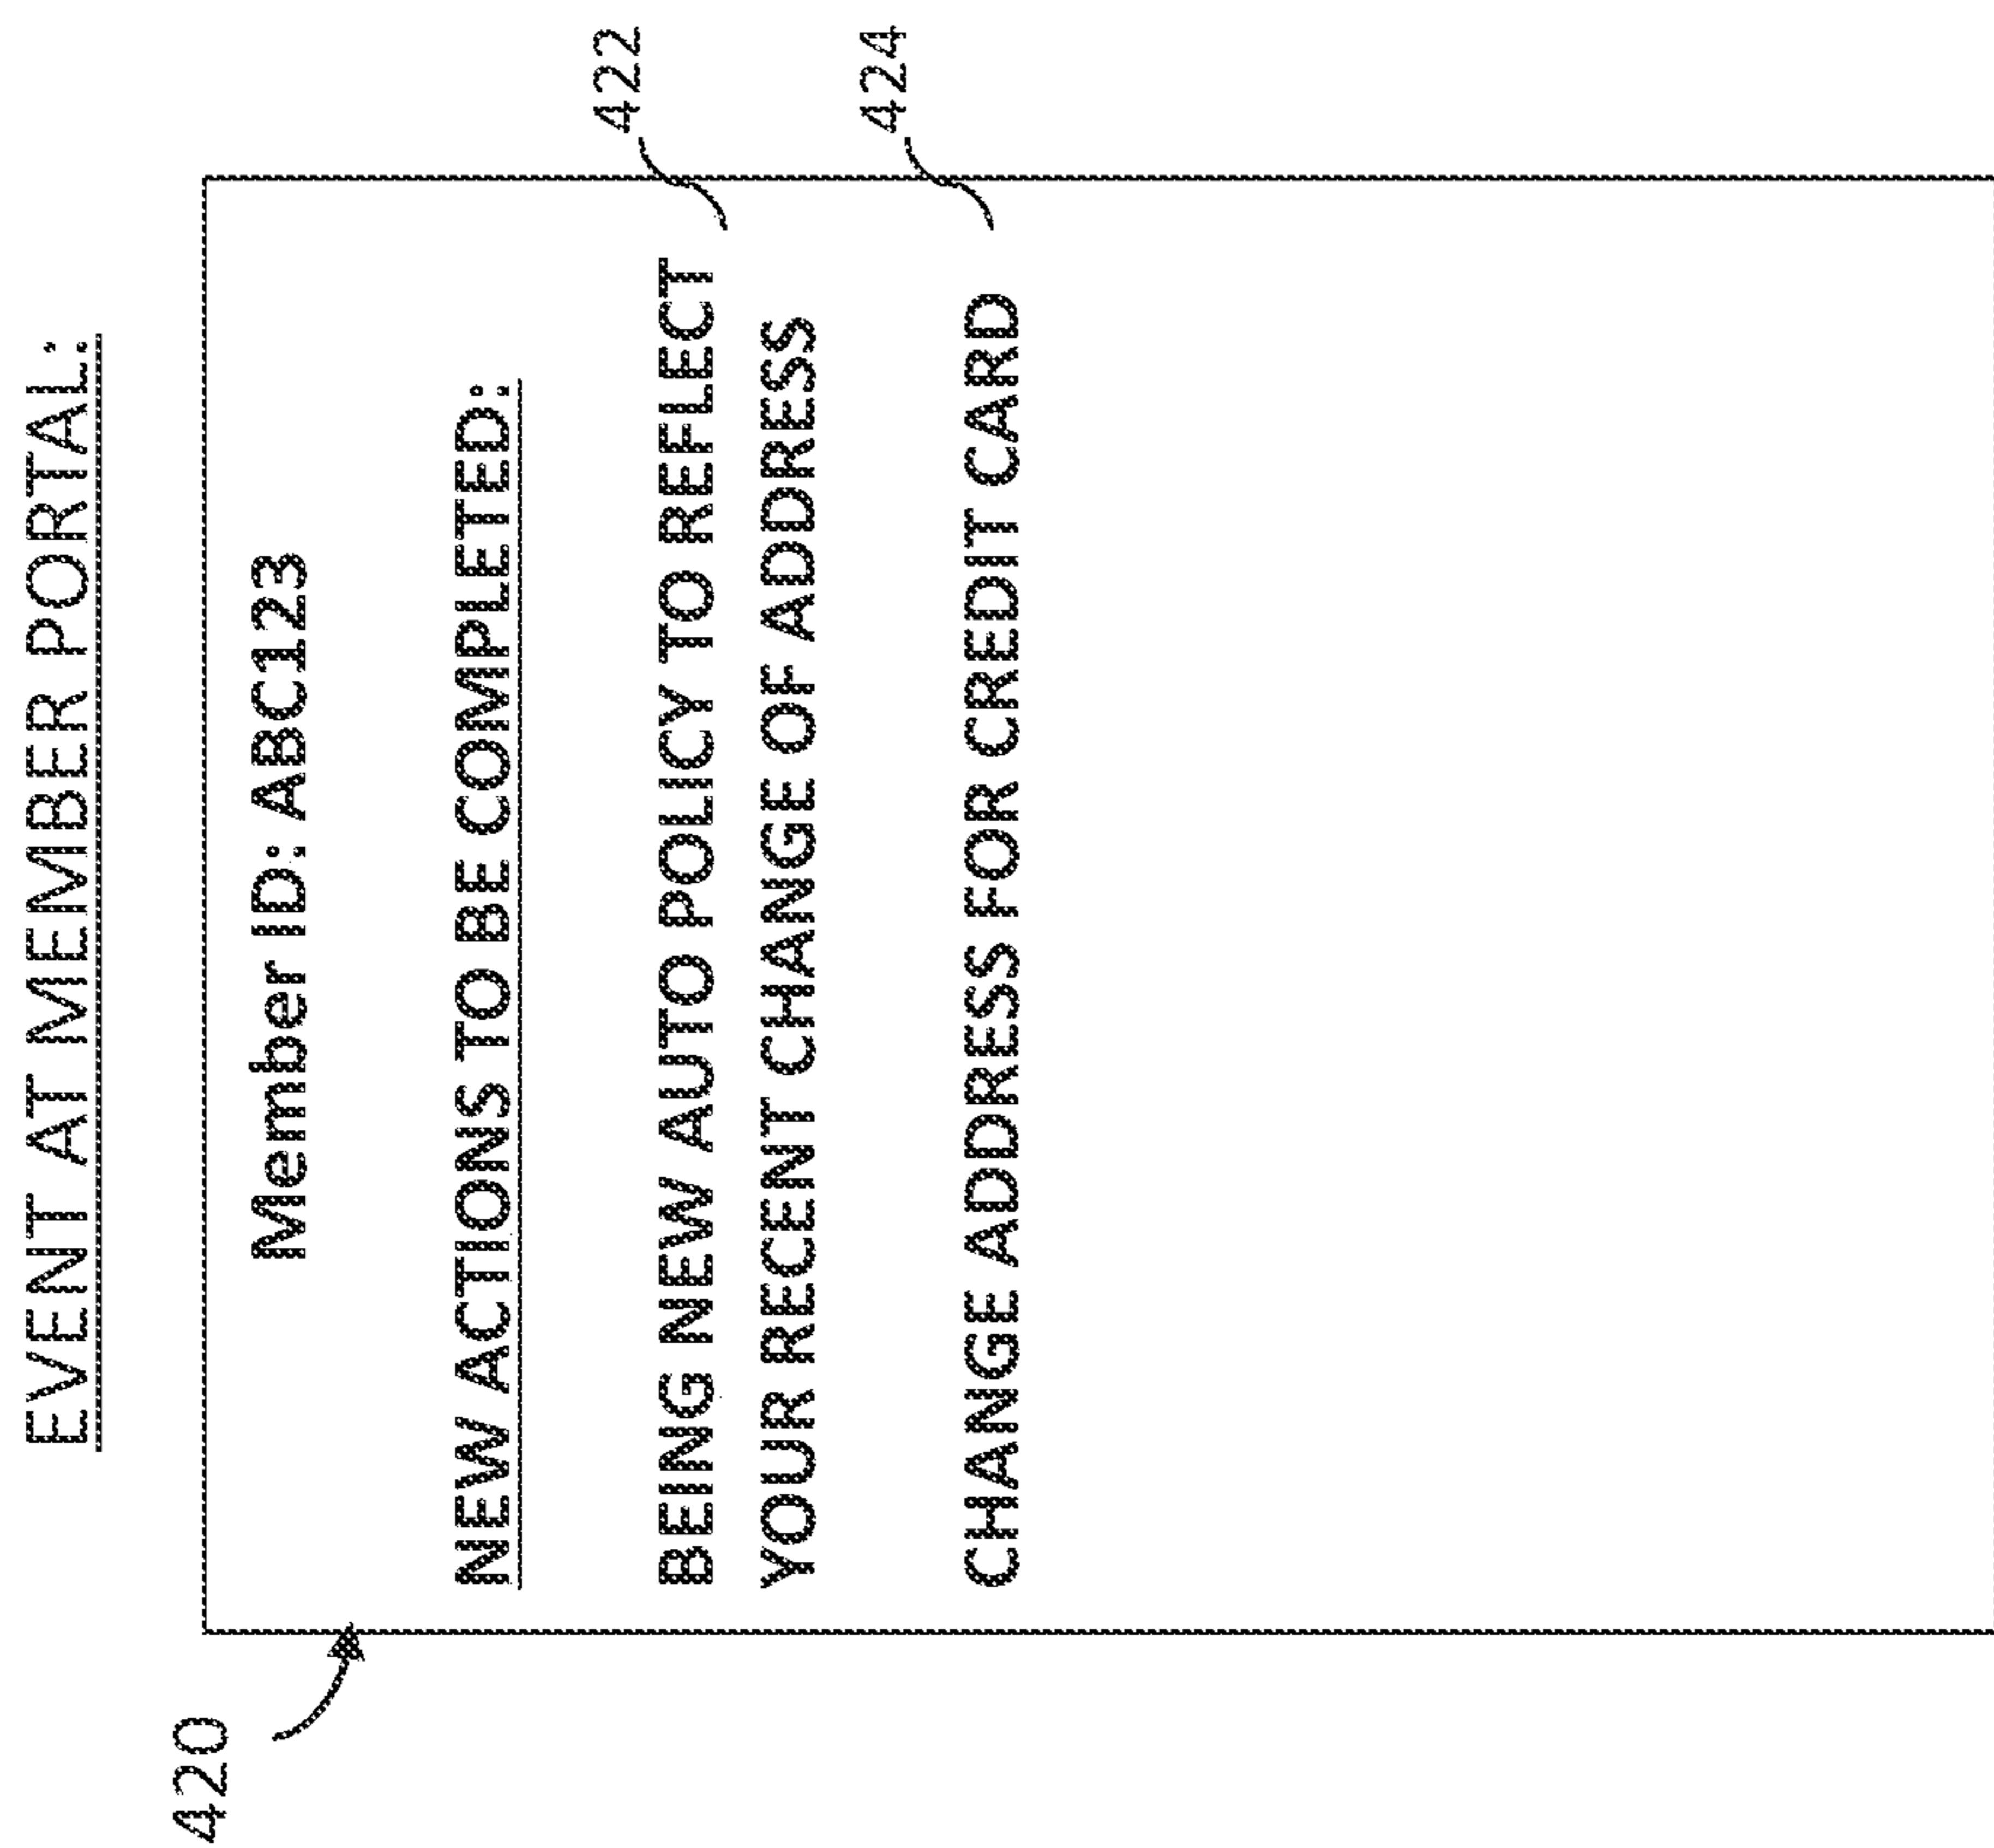 EVENT AT MEMBER PORTAL:
420
Member ID: ABC123
NEW ACTIONS TO BE COMPLETED:
BEING NEW AUTO POLICY TO REFLECT
422
YOUR RECENT CHANGE OF ADDRESS
CHANGE ADDRESS FOR CREDIT CARD
424